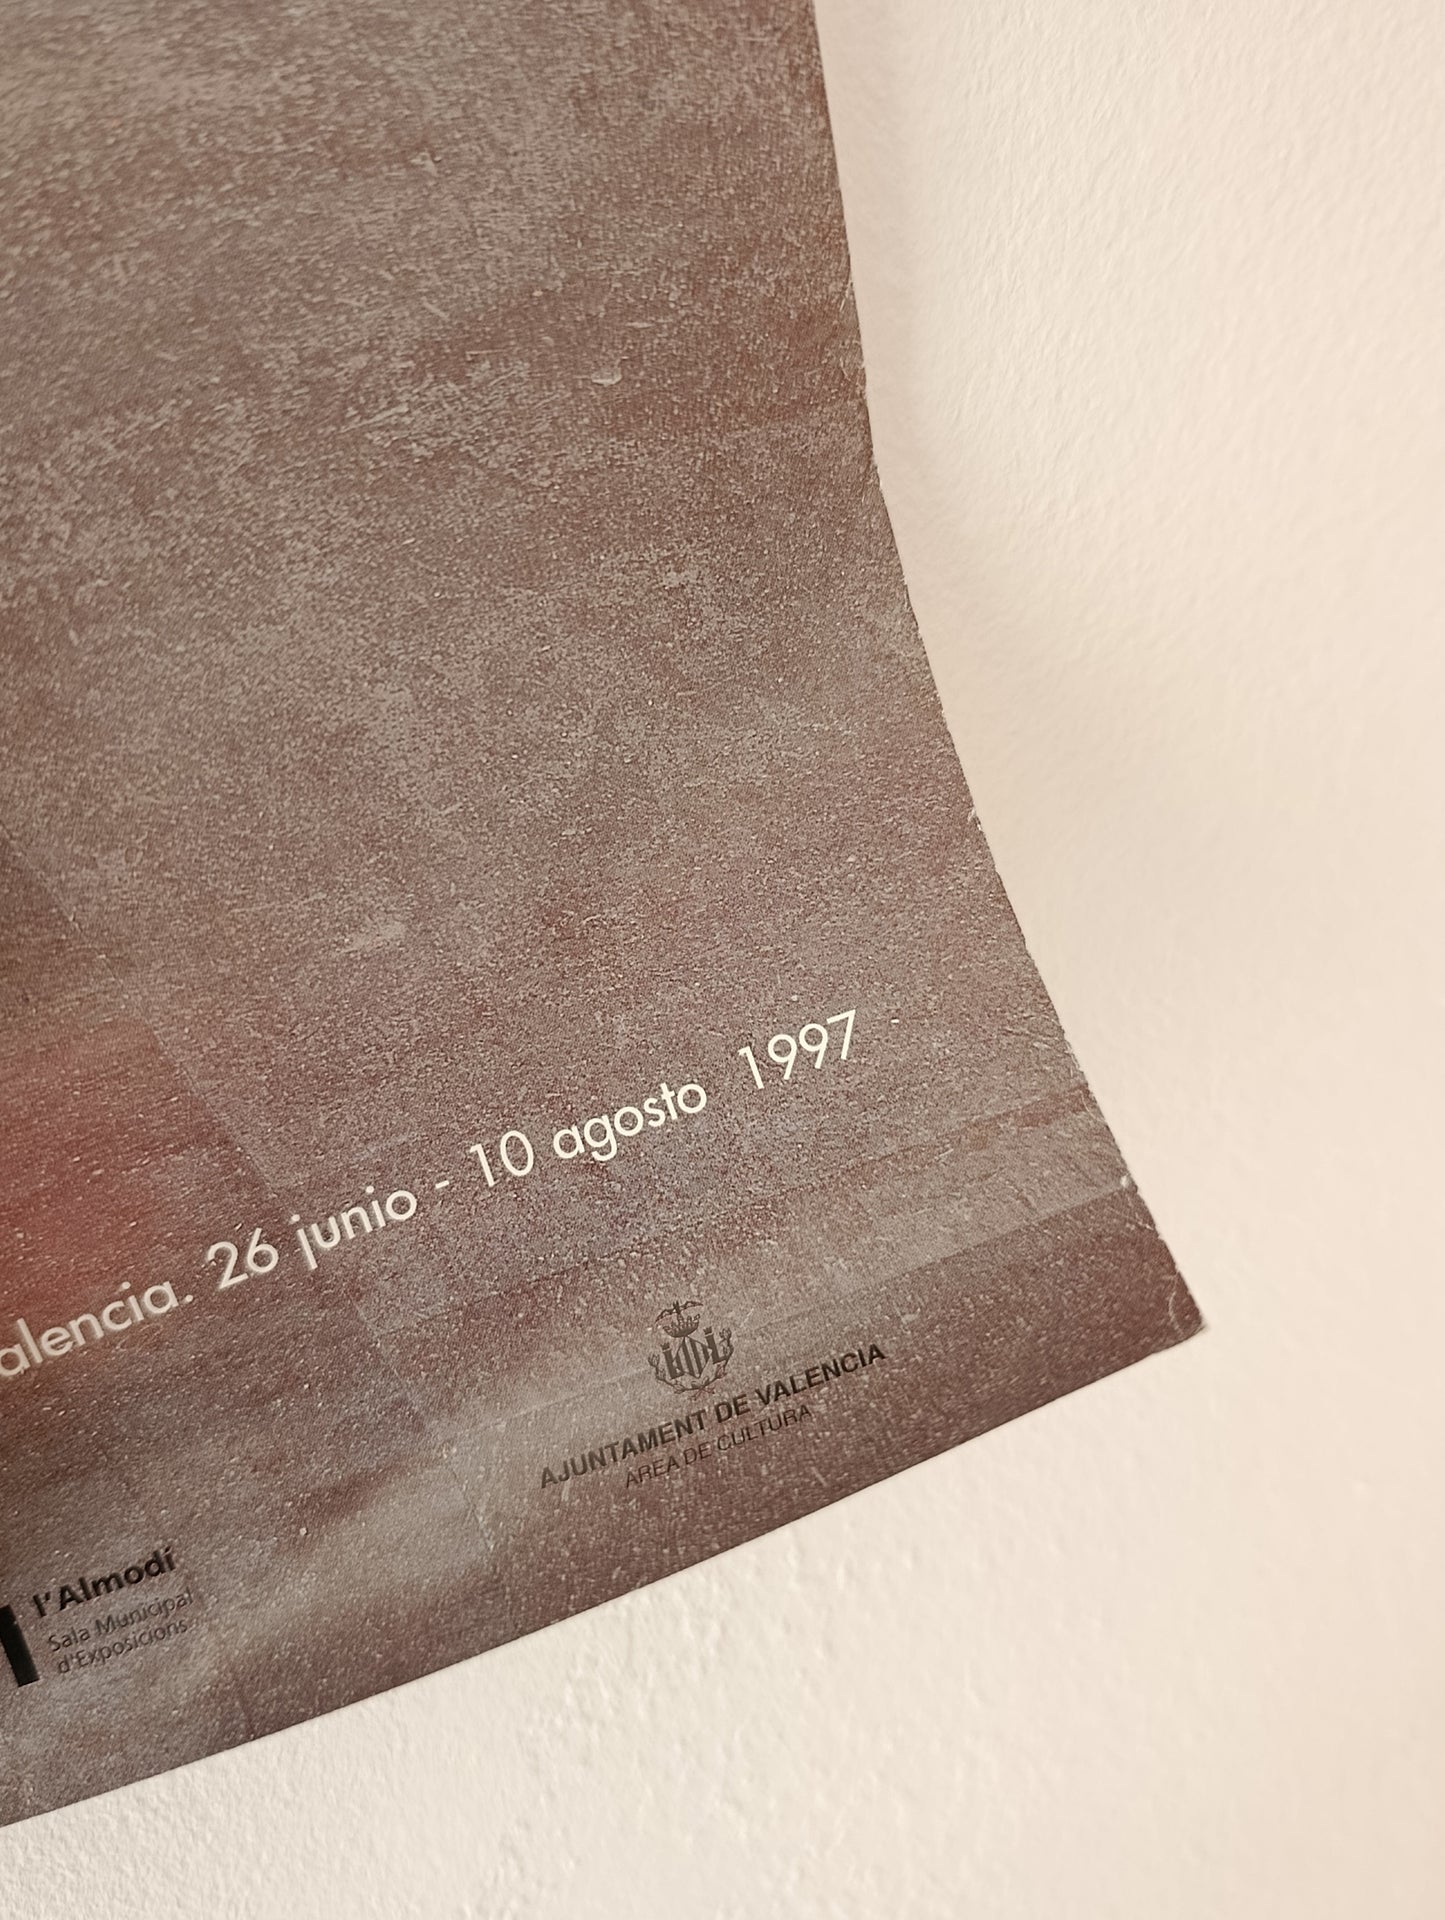 alencia. 26 junio - 10 agosto 1997
AJUNTAMENT DE VALENCIA
AREA DE CULTURA
l'Almodí
Sala Municipal
d'Exposicions